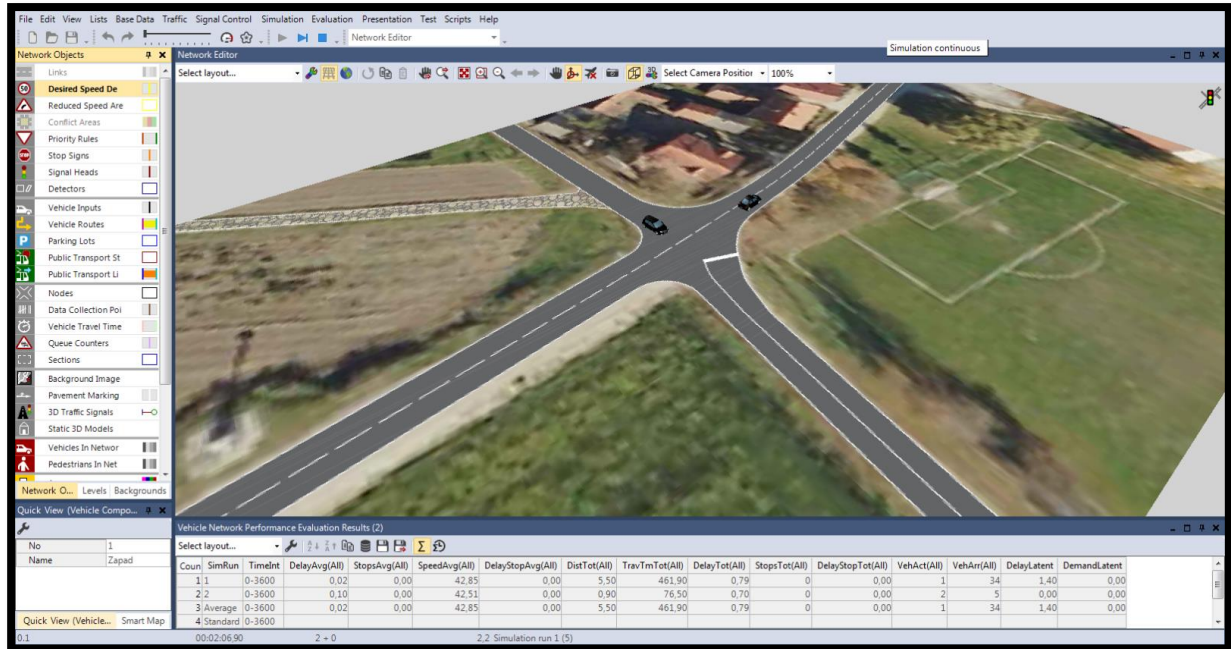 File Edit View Lists Base Data Traffic Signal Control Simulation Evaluation Presentation Test Scripts Help
Network Editor
Simulation continuous
Network Objects
Links
50 Desired Speed De
Reduced Speed Are
Conflict Areas
Priority Rules
STOP Stop Signs
Signal Heads
Detectors
Vehicle Inputs
Vehicle Routes
P Parking Lots
Public Transport St
Public Transport Li
Nodes
Data Collection Poi
Vehicle Travel Time
Queue Counters
Sections
Background Image
Pavement Marking
3D Traffic Signals
Static 3D Models
Vehicles In Networ
Pedestrians In Net
Network O... Levels Backgrounds
Network Editor
Select layout... Select Camera Position 100%
Quick View (Vehicle Compo...
No 1
Name Zapad
Quick View (Vehicle... Smart Map
Vehicle Network Performance Evaluation Results (2)
Select layout...
Coun SimRun TimeInt DelayAvg(All) StopsAvg(All) SpeedAvg(All) DelayStopAvg(All) DistTot(All) TravTmTot(All) DelayTot(All) StopsTot(All) DelayStopTot(All) VehAct(All) VehArr(All) DelayLatent DemandLatent
1 1 0-3600 0,02 0,00 42,85 0,00 5,50 461,90 0,79 0 0,00 1 34 1,40 0,00
2 2 0-3600 0,10 0,00 42,51 0,00 0,90 76,50 0,70 0 0,00 2 5 0,00 0,00
3 Average 0-3600 0,02 0,00 42,85 0,00 5,50 461,90 0,79 0 0,00 1 34 1,40 0,00
4 Standard 0-3600
0.1 00:02:06,90 2 + 0 2,2 Simulation run 1 (5)